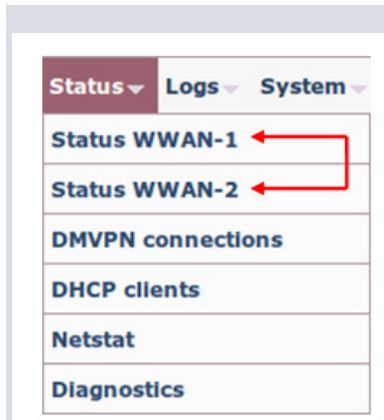 Status Logs System
Status WWAN-1
Status WWAN-2
DMVPN connections
DHCP clients
Netstat
Diagnostics